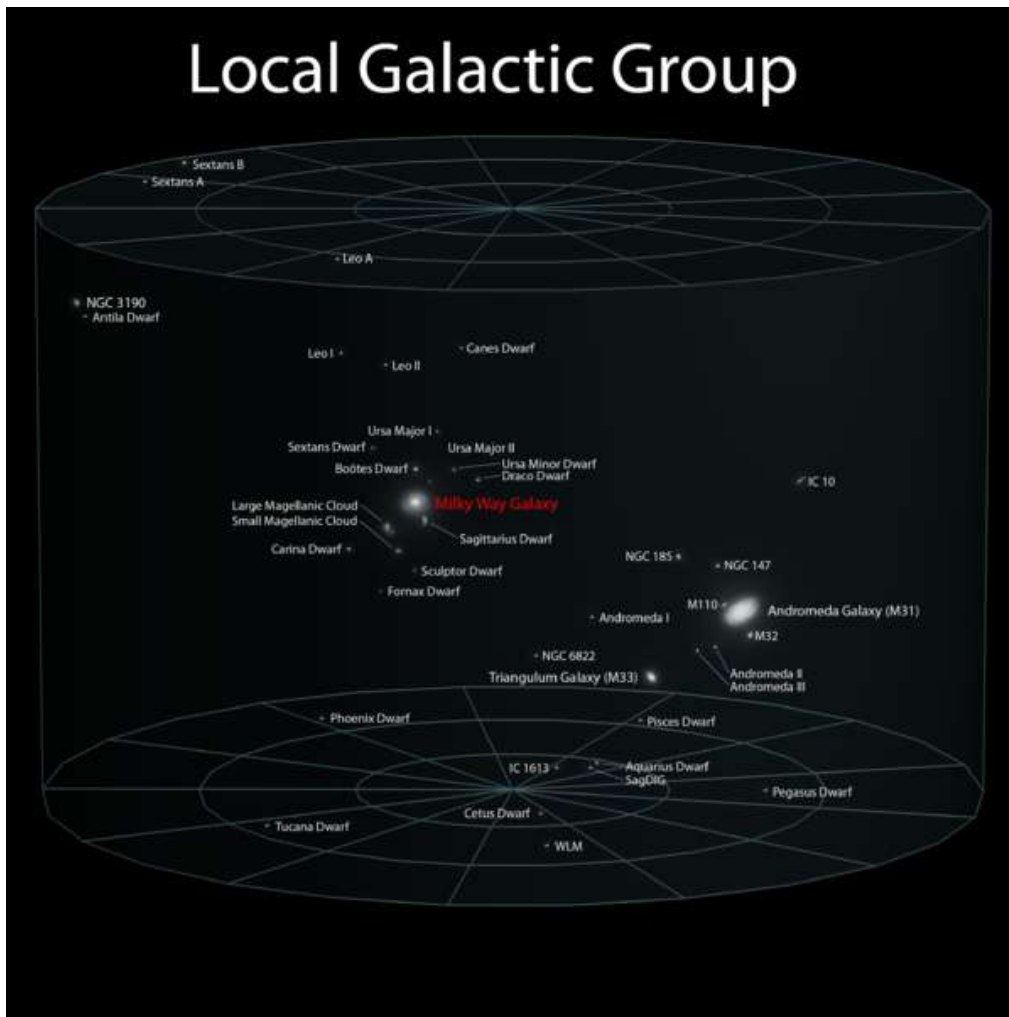 Local Galactic Group
Sextans B
Sextans A
Leo A
NGC 3190
Antila Dwarf
Canes Dwarf
Leo I
Leo II
Ursa Major I
Sextans Dwarf
Ursa Major II
Ursa Minor Dwarf
Boötes Dwarf
Draco Dwarf
IC 10
Milky Way Galaxy
Large Magellanic Cloud
Small Magellanic Cloud
Sagittarius Dwarf
Carina Dwarf
NGC 185
NGC 147
Sculptor Dwarf
Fornax Dwarf
M110
Andromeda Galaxy (M31)
Andromeda I
M32
NGC 6822
Andromeda II
Triangulum Galaxy (M33)
Andromeda III
Phoenix Dwarf
Pisces Dwarf
IC 1613
Aquarius Dwarf
SagDIG
Pegasus Dwarf
Cetus Dwarf
Tucana Dwarf
WLM